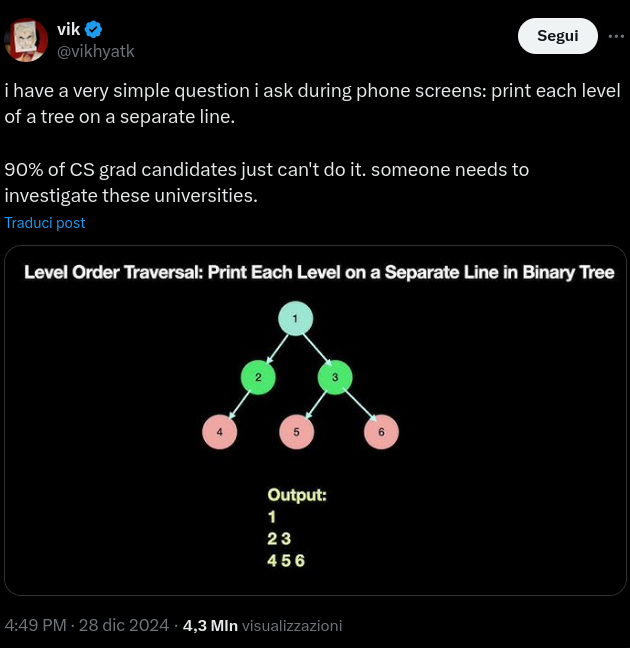 vik
@vikhyatk
Segui
i have a very simple question i ask during phone screens: print each level
of a tree on a separate line.
90% of CS grad candidates just can't do it. someone needs to
investigate these universities.
Traduci post
Level Order Traversal: Print Each Level on a Separate Line in Binary Tree
1
2
3
4
5
6
Output:
1
2 3
4 5 6
4:49 PM · 28 dic 2024 · 4,3 Mln visualizzazioni